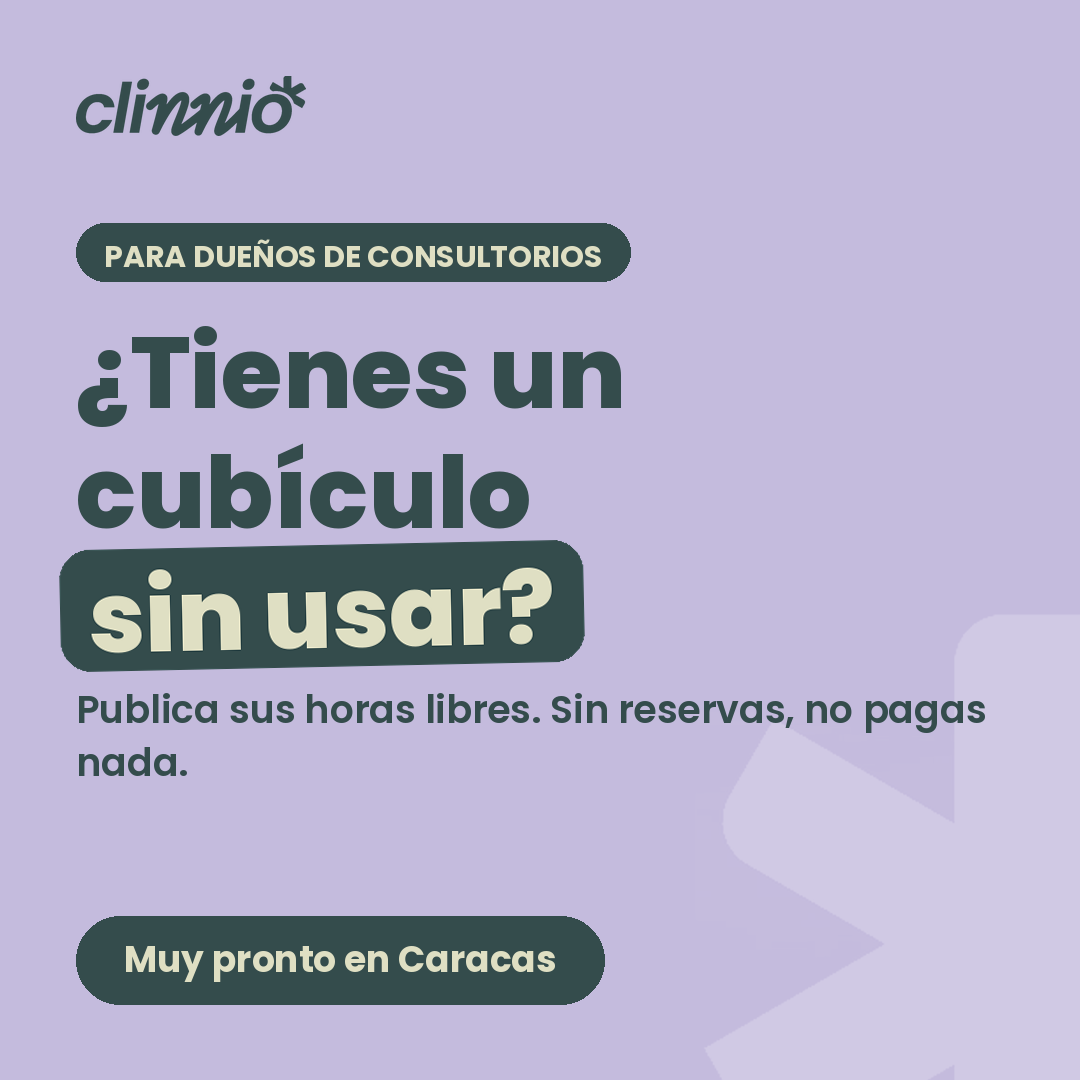 clinnio*
PARA DUEÑOS DE CONSULTORIOS
¿Tienes un
cubículo
sin usar?
Publica sus horas libres. Sin reservas, no pagas
nada.
Muy pronto en Caracas